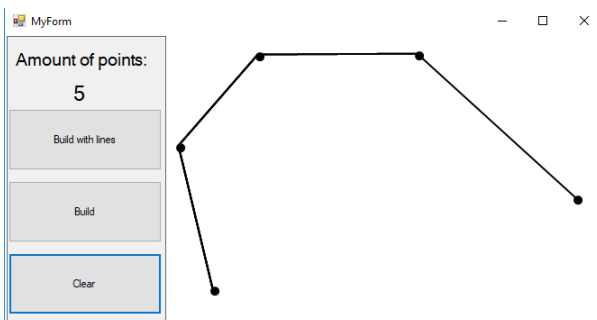 MyForm
Amount of points:
5
Build with lines
Build
Clear